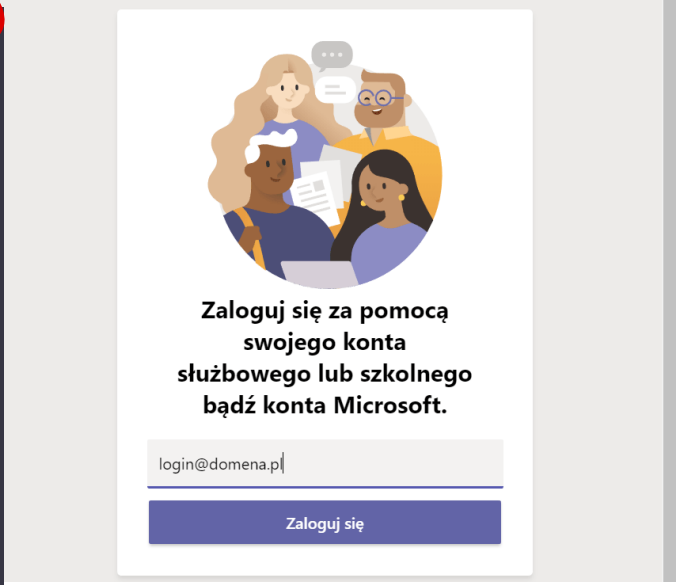 Zaloguj się za pomocą
swojego konta
służbowego lub szkolnego
bądź konta Microsoft.
login@domena.pl
Zaloguj się